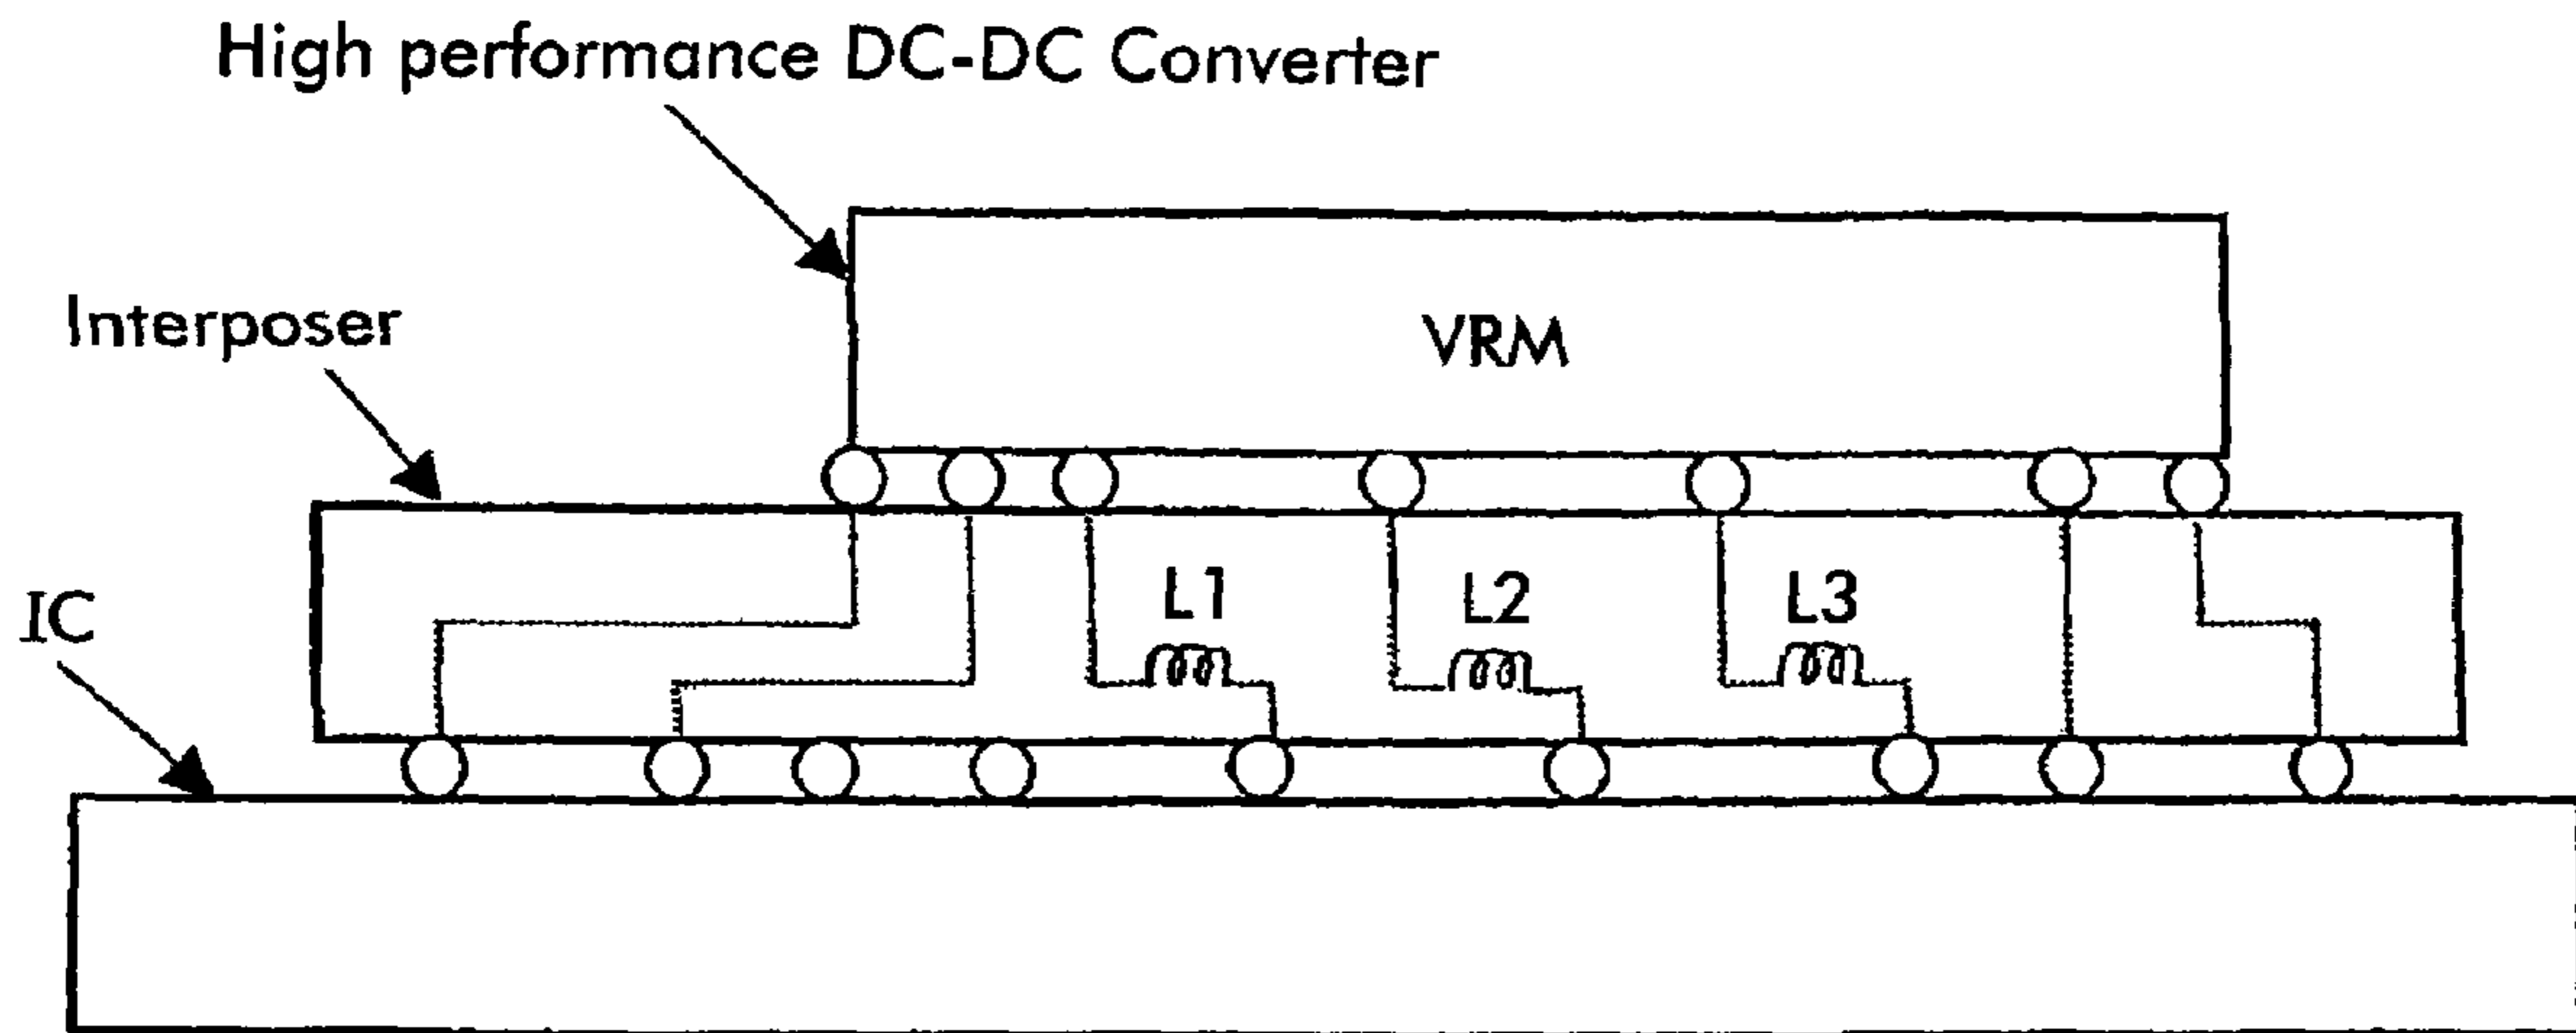 High performance DC-DC Converter
Interposer
VRM
IC
L1
L2
L3